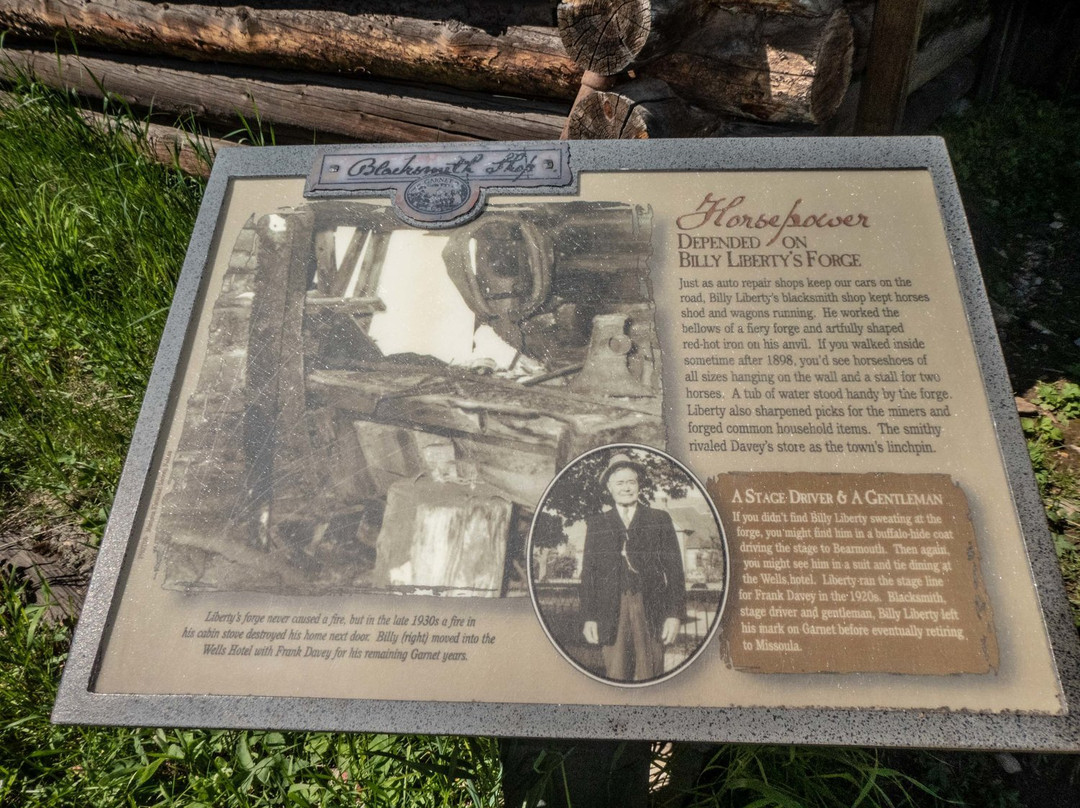 Blacksmith Shop
GARNET
Horsepower
DEPENDED ON
BILLY LIBERTY'S FORGE
Just as auto repair shops keep our cars on the
road, Billy Liberty's blacksmith shop kept horses
shod and wagons running. He worked the
bellows of a fiery forge and artfully shaped
red-hot iron on his anvil. If you walked inside
sometime after 1898, you'd see horseshoes of
all sizes hanging on the wall and a stall for two
horses. A tub of water stood handy by the forge.
Liberty also sharpened picks for the miners and
forged common household items. The smithy
rivaled Davey's store as the town's linchpin.
A STAGE DRIVER & A GENTLEMAN
If you didn't find Billy Liberty sweating at the
forge, you might find him in a buffalo-hide coat
driving the stage to Bearmouth. Then again,
you might see him in a suit and tie dining at
the Wells hotel. Liberty ran the stage line
for Frank Davey in the 1920s. Blacksmith,
stage driver and gentleman, Billy Liberty left
his mark on Garnet before eventually retiring
to Missoula.
Liberty's forge never caused a fire, but in the late 1930s a fire in
his cabin stove destroyed his home next door. Billy (right) moved into the
Wells Hotel with Frank Davey for his remaining Garnet years.